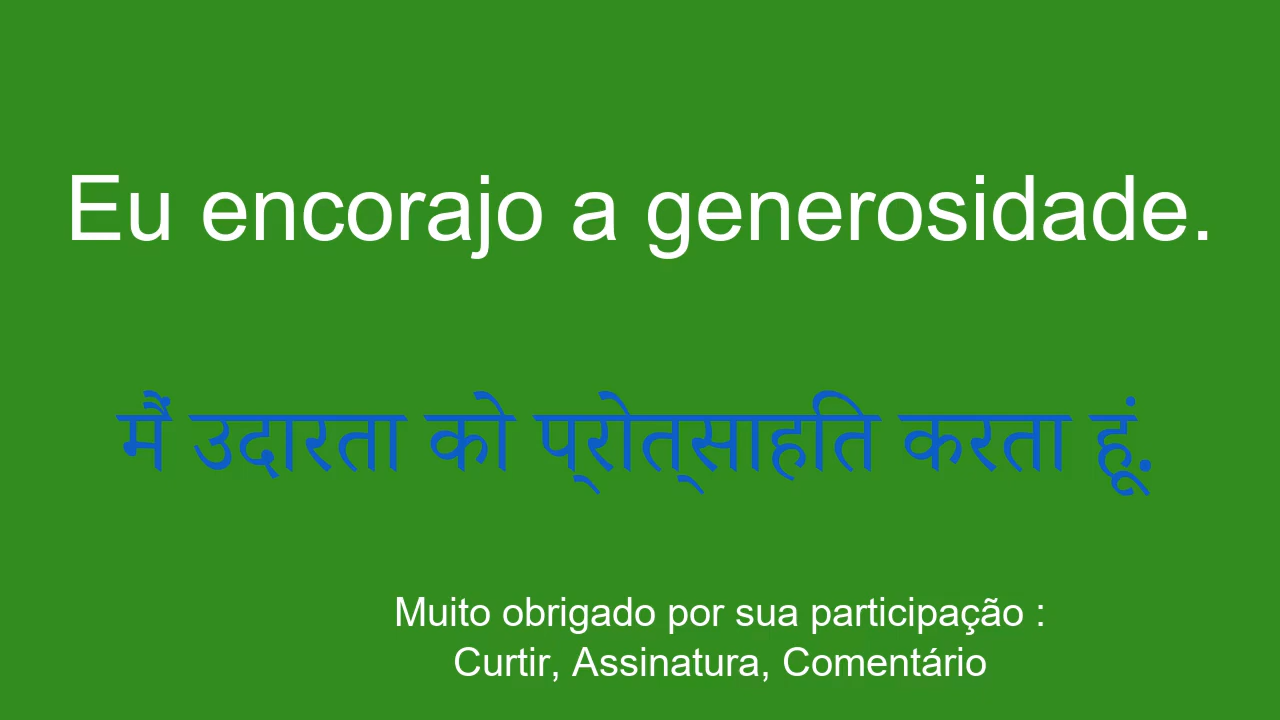 Eu encorajo a generosidade.
मैं उदारता को प्रोत्साहित करता हूं.
Muito obrigado por sua participação :
Curtir, Assinatura, Comentário